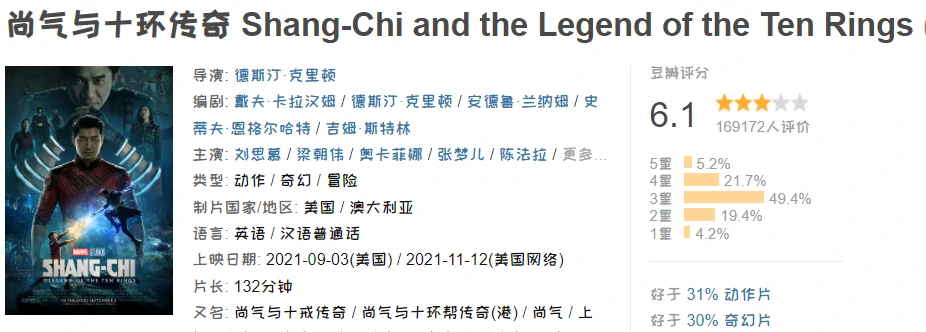 尚气与十环传奇 Shang-Chi and the Legend of the Ten Rings (
导演: 德斯汀·克里顿
编剧: 戴夫·卡拉汉姆 / 德斯汀·克里顿 / 安德鲁·兰纳姆 / 史
蒂夫·恩格尔哈特 / 吉姆·斯特林
主演: 刘思慕 / 梁朝伟 / 奥卡菲娜 / 张梦儿 / 陈法拉 / 更多...
类型: 动作 / 奇幻 / 冒险
制片国家/地区: 美国 / 澳大利亚
语言: 英语 / 汉语普通话
上映日期: 2021-09-03(美国) / 2021-11-12(美国网络)
片长: 132分钟
又名: 尚气与十戒传奇 / 尚气与十环帮传奇(港) / 尚气 / 上
MARVEL STUDIOS
SHANG-CHI
AND THE LEGEND OF THE TEN RINGS
IN THEATERS SEPTEMBER 3
豆瓣评分
6.1
169172人评价
5星 5.2%
4星 21.7%
3星 49.4%
2星 19.4%
1星 4.2%
好于 31% 动作片
好于 30% 奇幻片